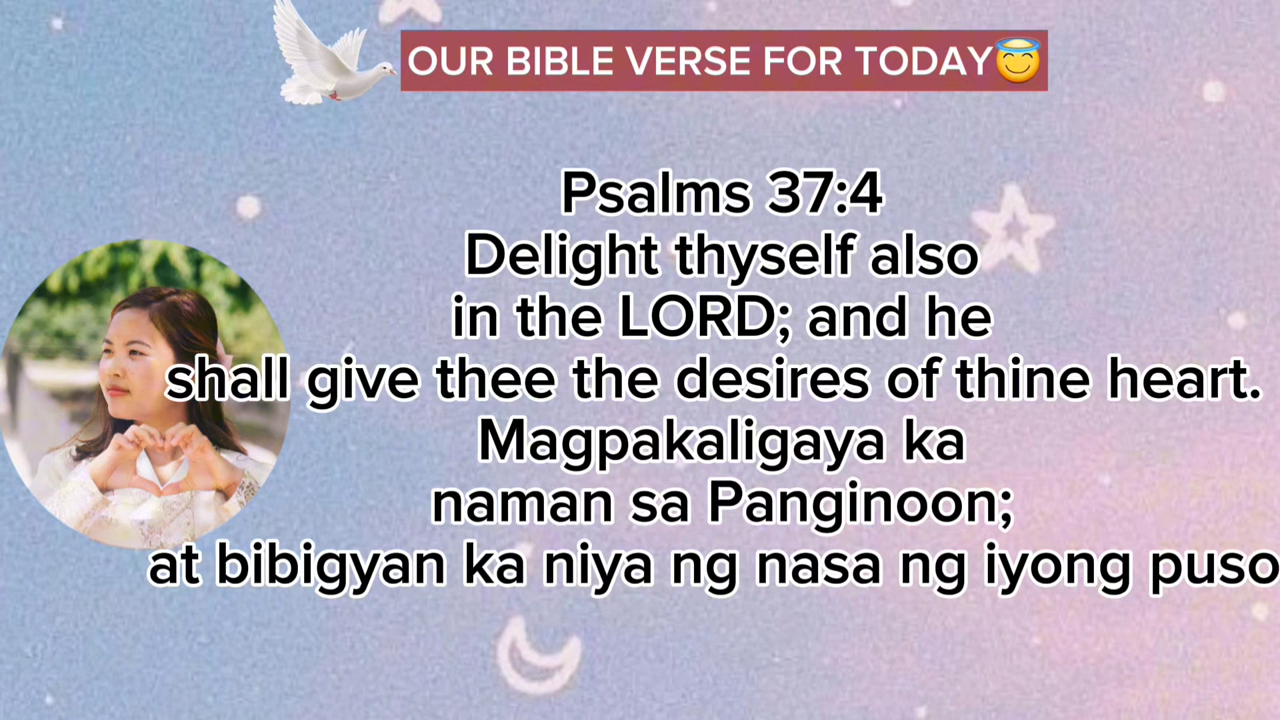 OUR BIBLE VERSE FOR TODAY😇
Psalms 37:4
Delight thyself also
in the LORD; and he
shall give thee the desires of thine heart.
Magpakaligaya ka
naman sa Panginoon;
at bibigyan ka niya ng nasa ng iyong puso